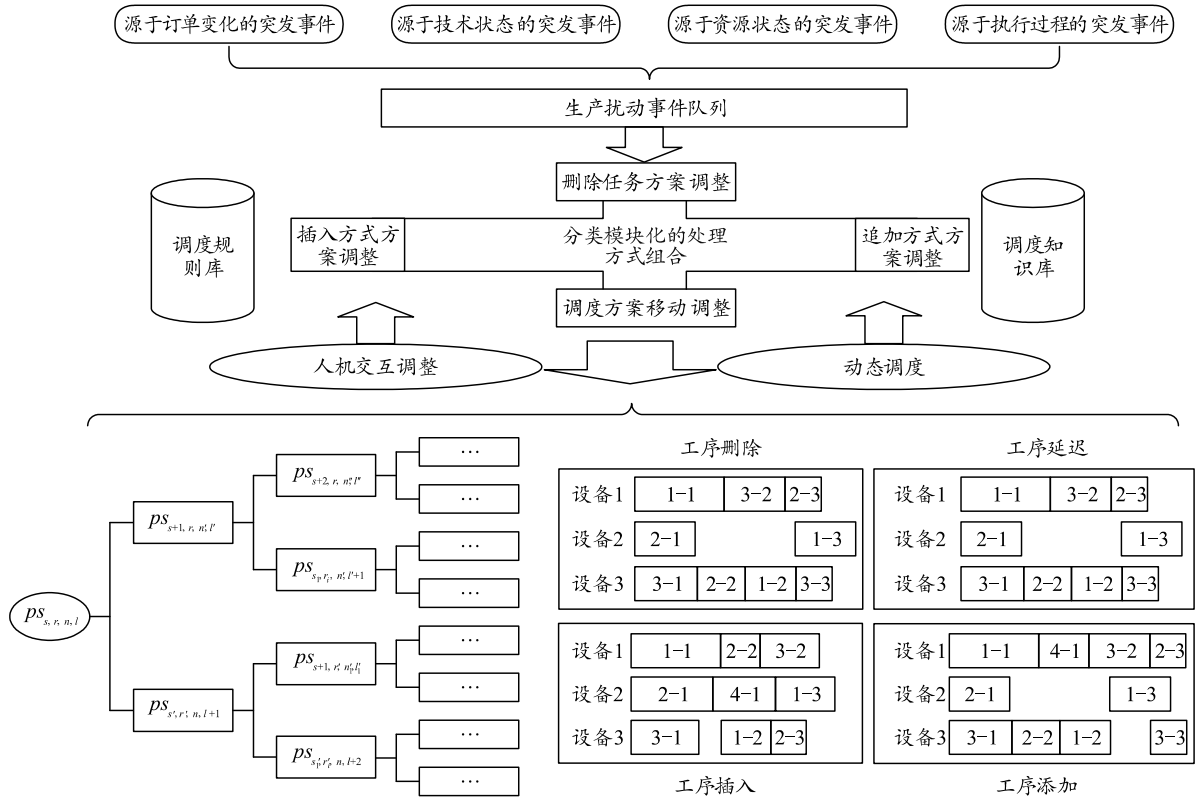 源于订单变化的突发事件
源于技术状态的突发事件
源于资源状态的突发事件
源于执行过程的突发事件
生产扰动事件队列
删除任务方案调整
调度规
则库
插入方式方
案调整
分类模块化的处理
方式组合
追加方式方
案调整
调度知
识库
调度方案移动调整
人机交互调整
动态调度
ps s, r, n, l
ps s+1, r, n′, l′
ps s′, r′, n, l+1
ps s+2, r, n″, l″
ps s+1, r′, n′₁, l′₁
…
…
…
…
…
…
…
…
工序删除
设备1 1-1 3-2 2-3
设备2 2-1 1-3
设备3 3-1 2-2 1-2 3-3
工序延迟
设备1 1-1 3-2 2-3
设备2 2-1 1-3
设备3 3-1 2-2 1-2 3-3
设备1 1-1 2-2 3-2
设备2 2-1 4-1 1-3
设备3 3-1 1-2 2-3
工序插入
设备1 1-1 4-1 3-2 2-3
设备2 2-1 1-3
设备3 3-1 2-2 1-2 3-3
工序添加